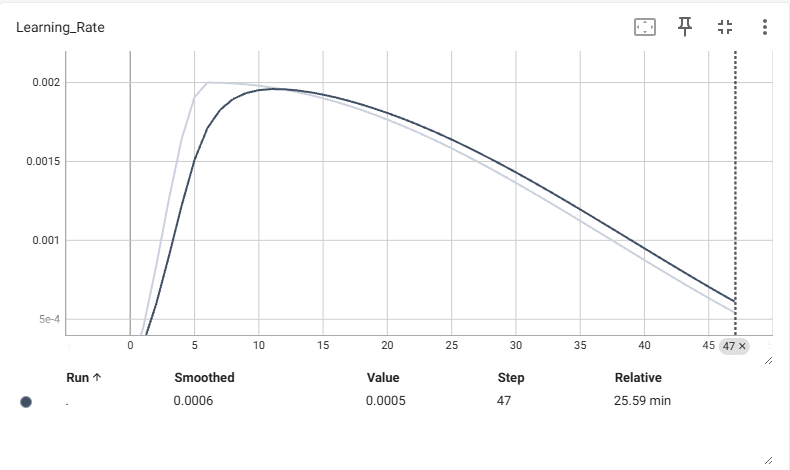 Learning_Rate
0.002
0.0015
0.001
5e-4
0 5 10 15 20 25 30 35 40 45 47 ×
Run ↑ Smoothed Value Step Relative
. 0.0006 0.0005 47 25.59 min